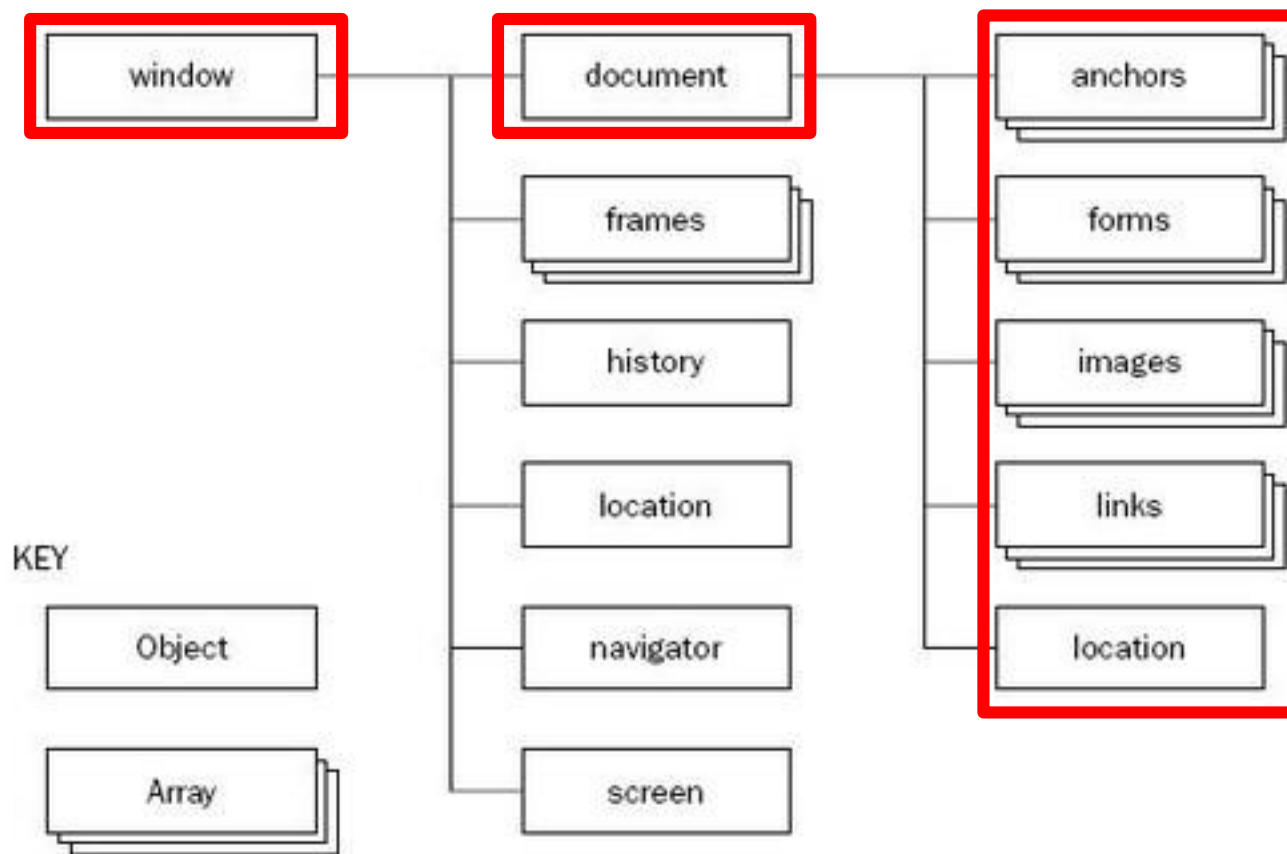 window
document
anchors
frames
forms
history
images
location
links
KEY
Object
navigator
location
Array
screen